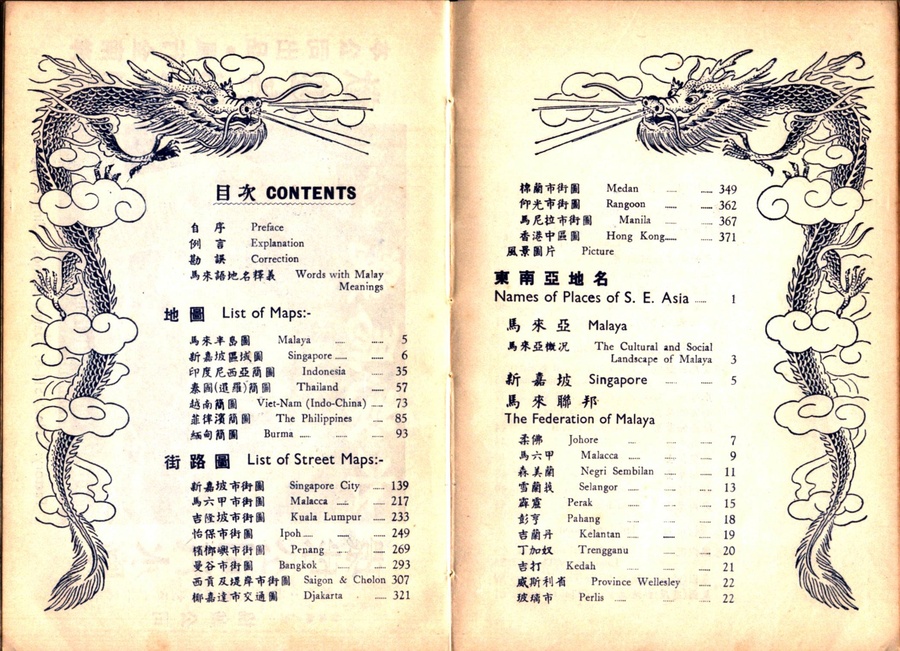 目次 CONTENTS
自序 Preface
例言 Explanation
勘誤 Correction
馬來語地名釋義 Words with Malay
Meanings
地圖 List of Maps:-
馬來半島圖 Malaya ..... ..... 5
新嘉坡區域圖 Singapore ..... ..... 6
印度尼西亞簡圖 Indonesia ..... 35
泰國(暹羅)簡圖 Thailand ..... 57
越南簡圖 Viet-Nam (Indo-China) .... 73
菲律濱簡圖 The Philippines ..... 85
緬甸簡圖 Burma ..... ..... ..... 93
街路圖 List of Street Maps:-
新嘉坡市街圖 Singapore City ..... 139
馬六甲市街圖 Malacca ..... ..... 217
吉隆坡市街圖 Kuala Lumpur ..... 233
怡保市街圖 Ipoh ..... ..... 249
檳榔嶼市街圖 Penang ..... ..... 269
曼谷市街圖 Bangkok ..... 293
西貢及堤岸市街圖 Saigon & Cholon 307
椰嘉達市交通圖 Djakarta ..... 321
棉蘭市街圖 Medan ..... ..... 349
仰光市街圖 Rangoon ..... ..... 362
馬尼拉市街圖 Manila ..... ..... 367
香港中區圖 Hong Kong ..... ..... 371
風景圖片 Picture
東南亞地名
Names of Places of S. E. Asia ..... 1
馬來亞 Malaya
馬來亞概况 The Cultural and Social
Landscape of Malaya 3
新嘉坡 Singapore ..... ..... 5
馬來聯邦
The Federation of Malaya
柔佛 Johore ..... ..... ..... 7
馬六甲 Malacca ..... ..... ..... 9
森美蘭 Negri Sembilan ..... ..... 11
雪蘭莪 Selangor ..... ..... ..... 13
霹靂 Perak ..... ..... ..... 15
彭亨 Pahang ..... ..... ..... 18
吉蘭丹 Kelantan ..... ..... ..... 19
丁加奴 Trengganu ..... ..... 20
吉打 Kedah ..... ..... ..... 21
威斯利省 Province Wellesley ..... 22
玻璃市 Perlis ..... ..... ..... 22